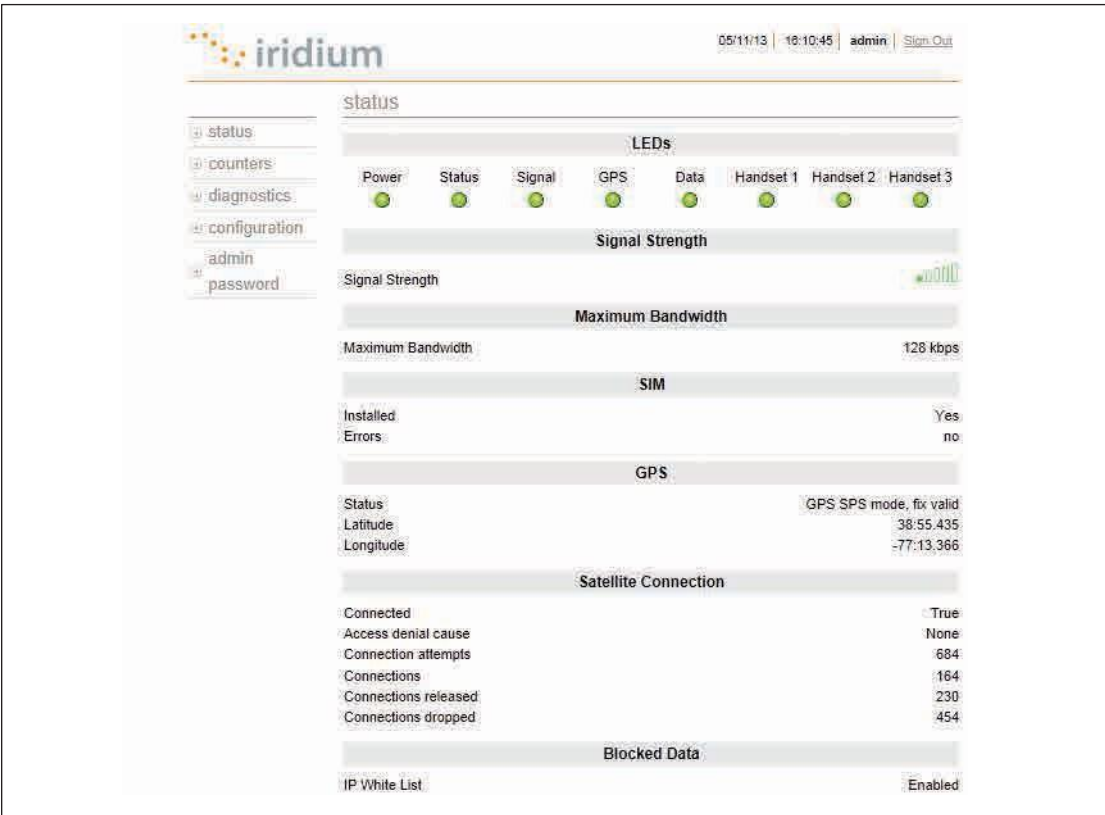 iridium
05/11/13 | 16:10:45 | admin | Sign Out
status
status
counters
diagnostics
configuration
admin
password
LEDs
Power Status Signal GPS Data Handset 1 Handset 2 Handset 3
Signal Strength
Signal Strength
Maximum Bandwidth
Maximum Bandwidth 128 kbps
SIM
Installed Yes
Errors no
GPS
Status GPS SPS mode, fix valid
Latitude 38:55.435
Longitude -77:13.366
Satellite Connection
Connected True
Access denial cause None
Connection attempts 684
Connections 164
Connections released 230
Connections dropped 454
Blocked Data
IP White List Enabled